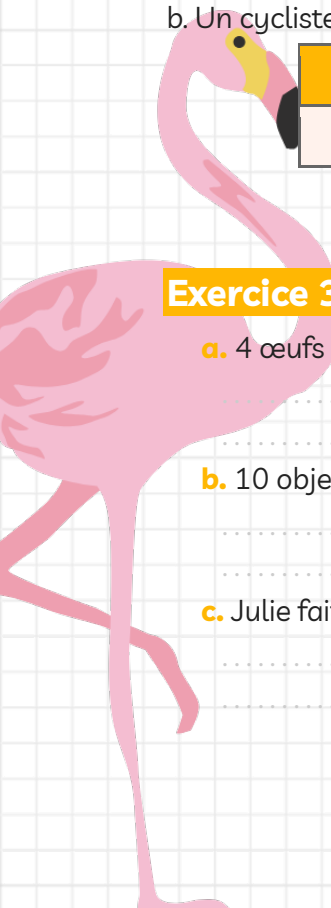 b. Un cycliste
Exercice 3
a. 4 œufs
b. 10 obje
c. Julie fai